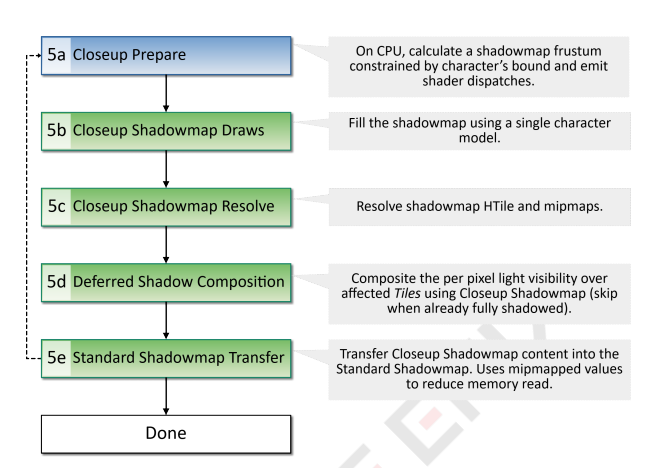 5a Closeup Prepare
On CPU, calculate a shadowmap frustum
constrained by character's bound and emit
shader dispatches.
5b Closeup Shadowmap Draws
Fill the shadowmap using a single character
model.
5c Closeup Shadowmap Resolve
Resolve shadowmap HTile and mipmaps.
5d Deferred Shadow Composition
Composite the per pixel light visibility over
affected Tiles using Closeup Shadowmap (skip
when already fully shadowed).
5e Standard Shadowmap Transfer
Transfer Closeup Shadowmap content into the
Standard Shadowmap. Uses mipmapped values
to reduce memory read.
Done